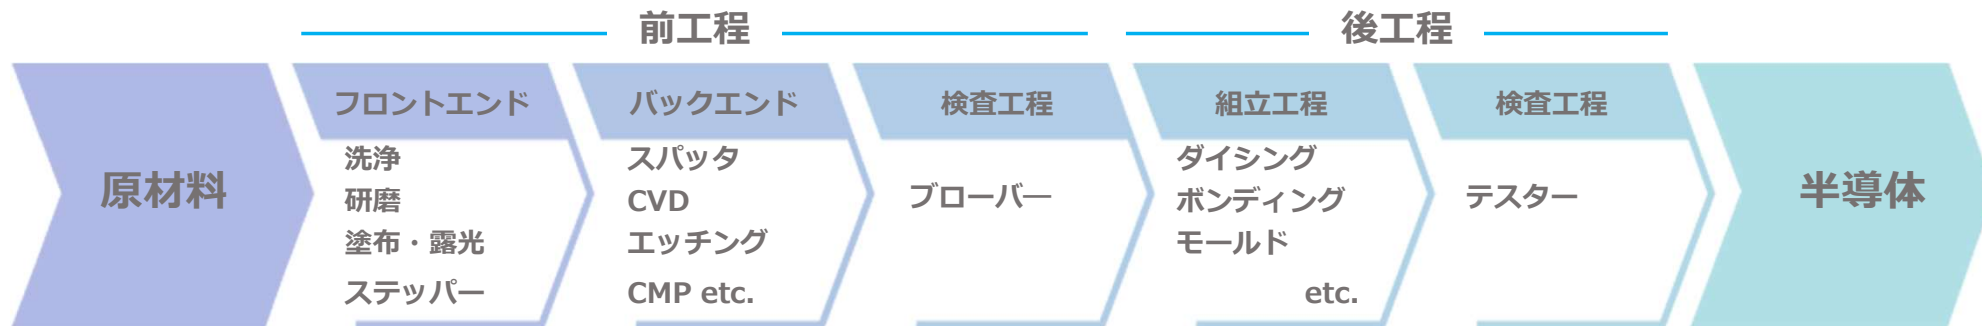 前工程
後工程
原材料
フロントエンド
洗浄
研磨
塗布・露光
ステッパー
バックエンド
スパッタ
CVD
エッチング
CMP etc.
検査工程
ブローバ―
組立工程
ダイシング
ボンディング
モールド
etc.
検査工程
テスター
半導体